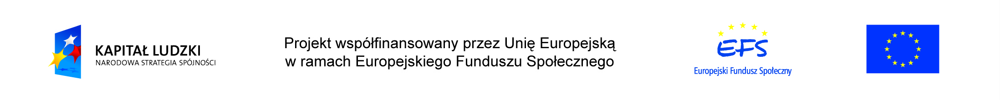 KAPITAŁ LUDZKI
NARODOWA STRATEGIA SPÓJNOŚCI
Projekt współfinansowany przez Unię Europejską
w ramach Europejskiego Funduszu Społecznego
EFS
Europejski Fundusz Społeczny